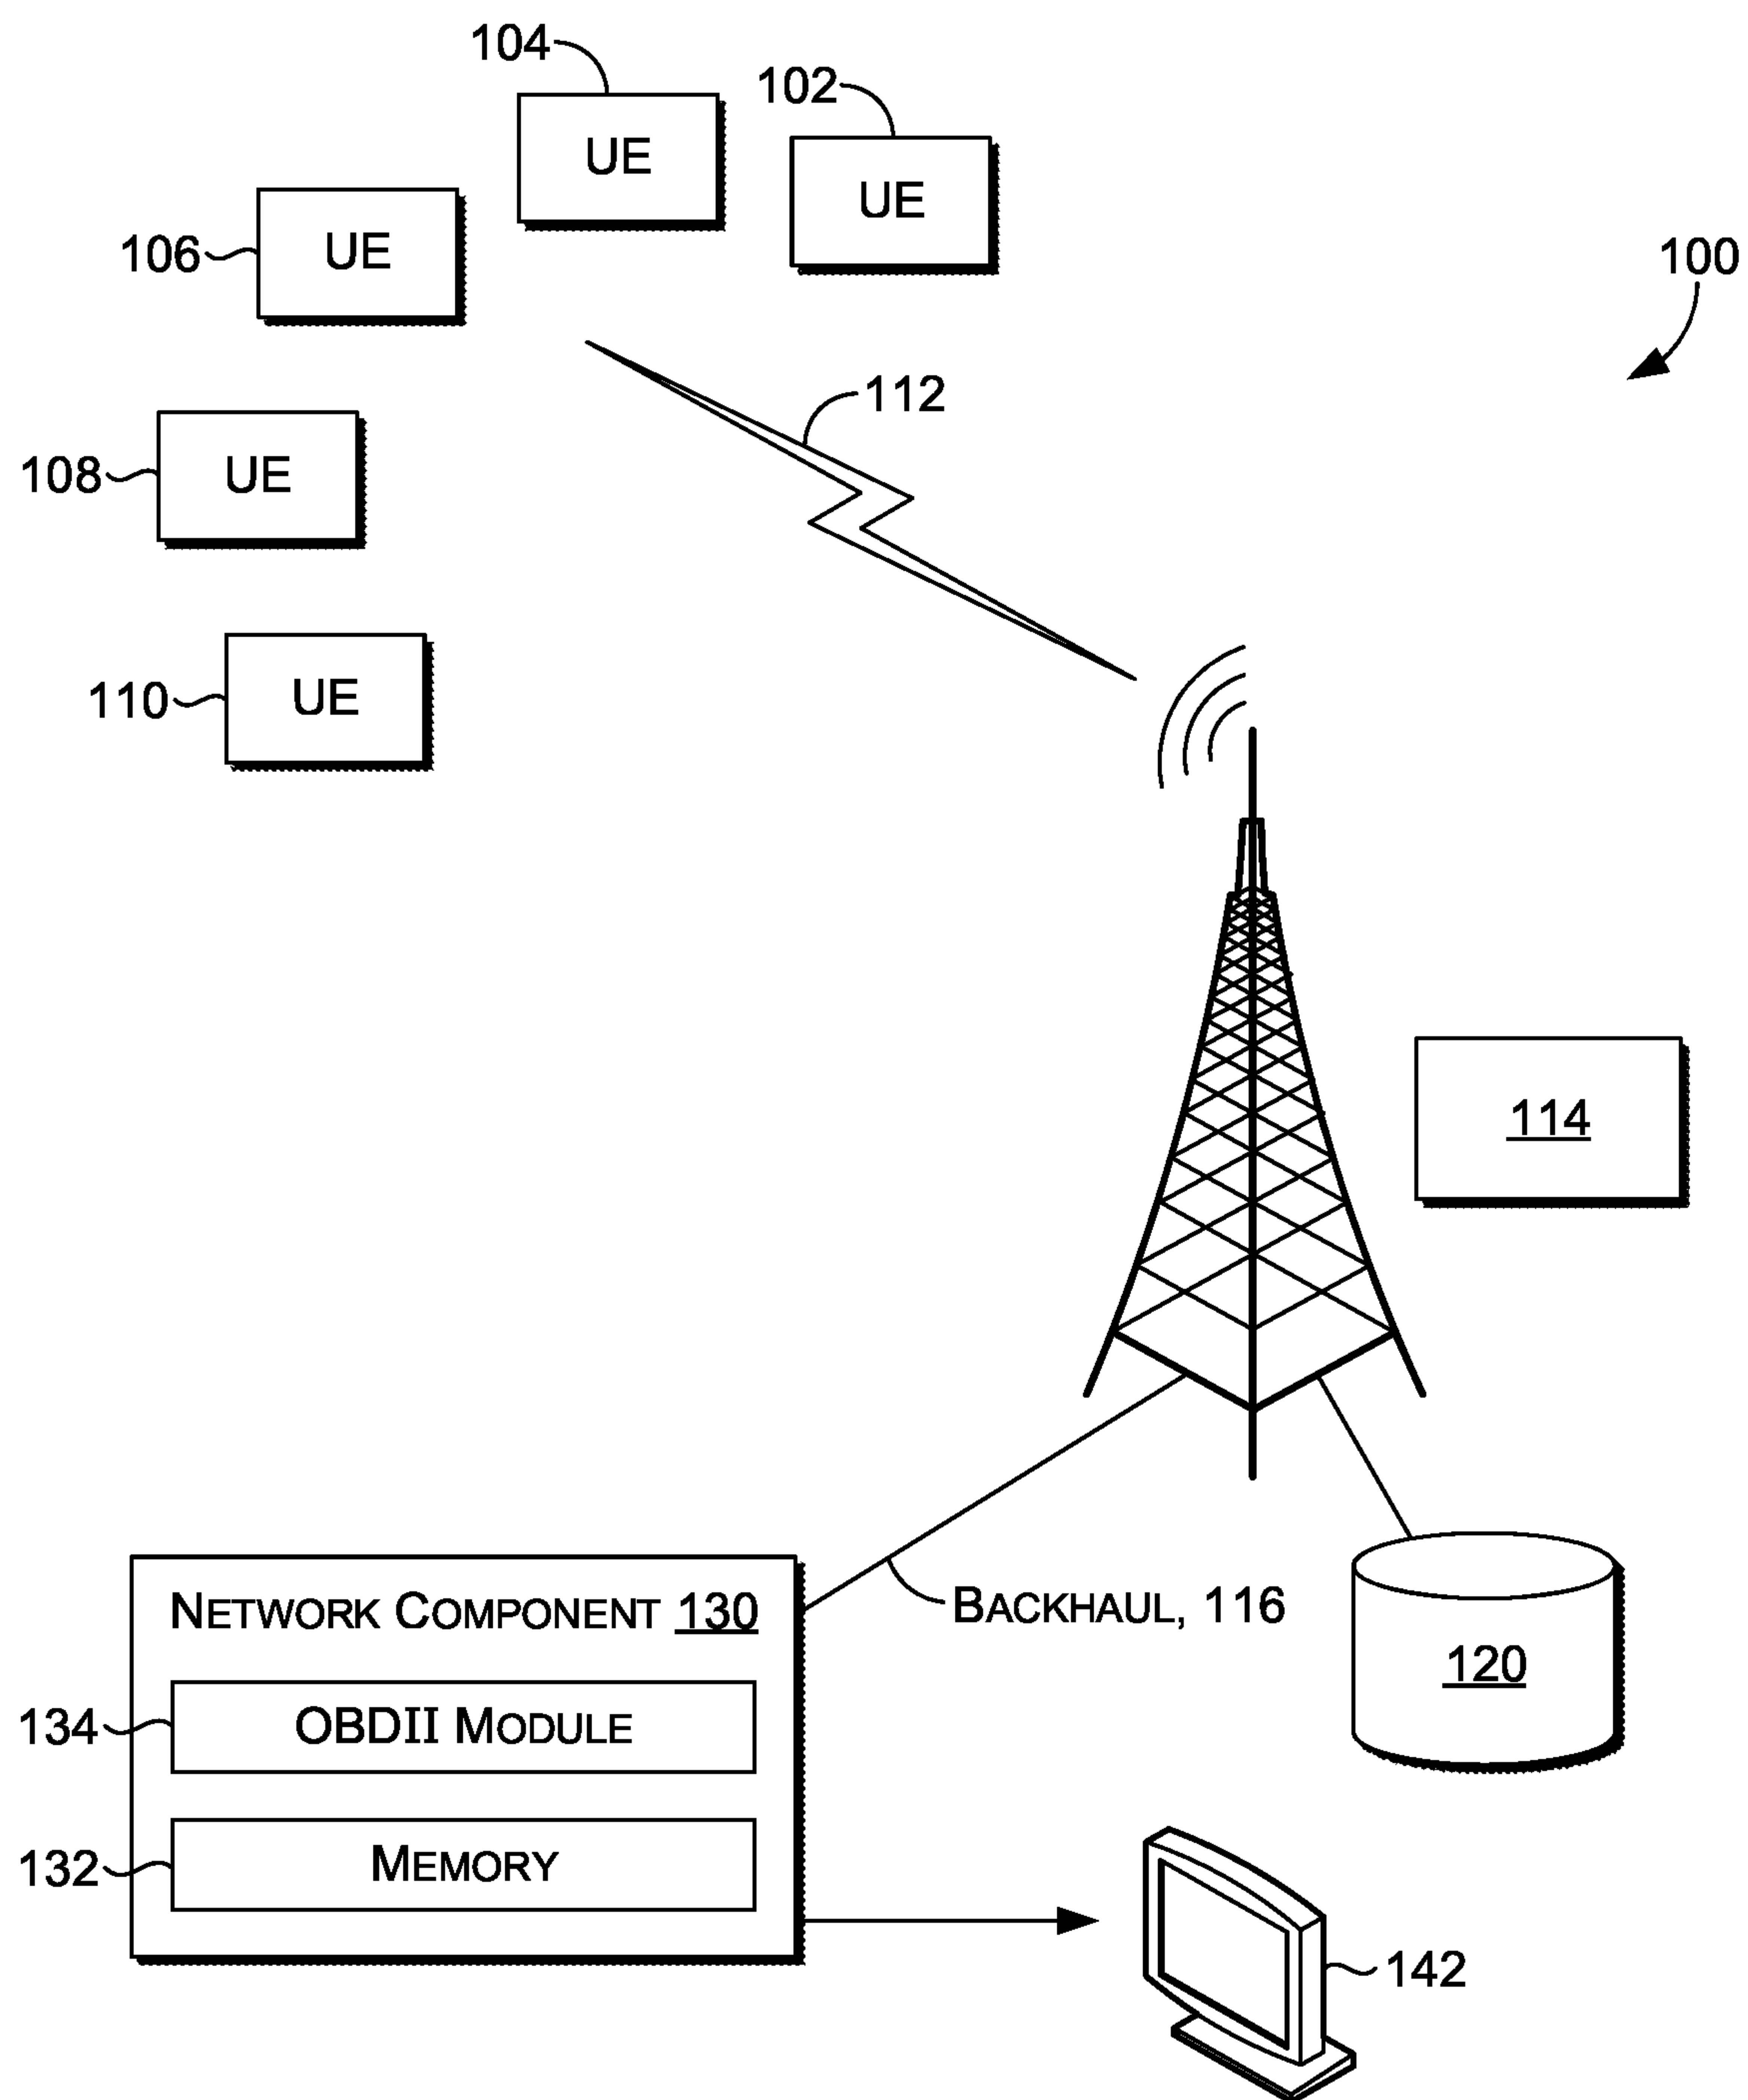 104
102
UE
UE
106
UE
100
112
108
UE
110
UE
114
NETWORK COMPONENT 130
BACKHAUL, 116
120
134
OBDII MODULE
132
MEMORY
142